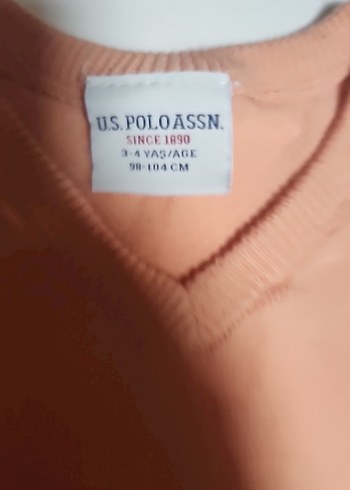 U.S. POLO ASSN.
SINCE 1890
3-4 YAŞ/AGE
98-104 CM